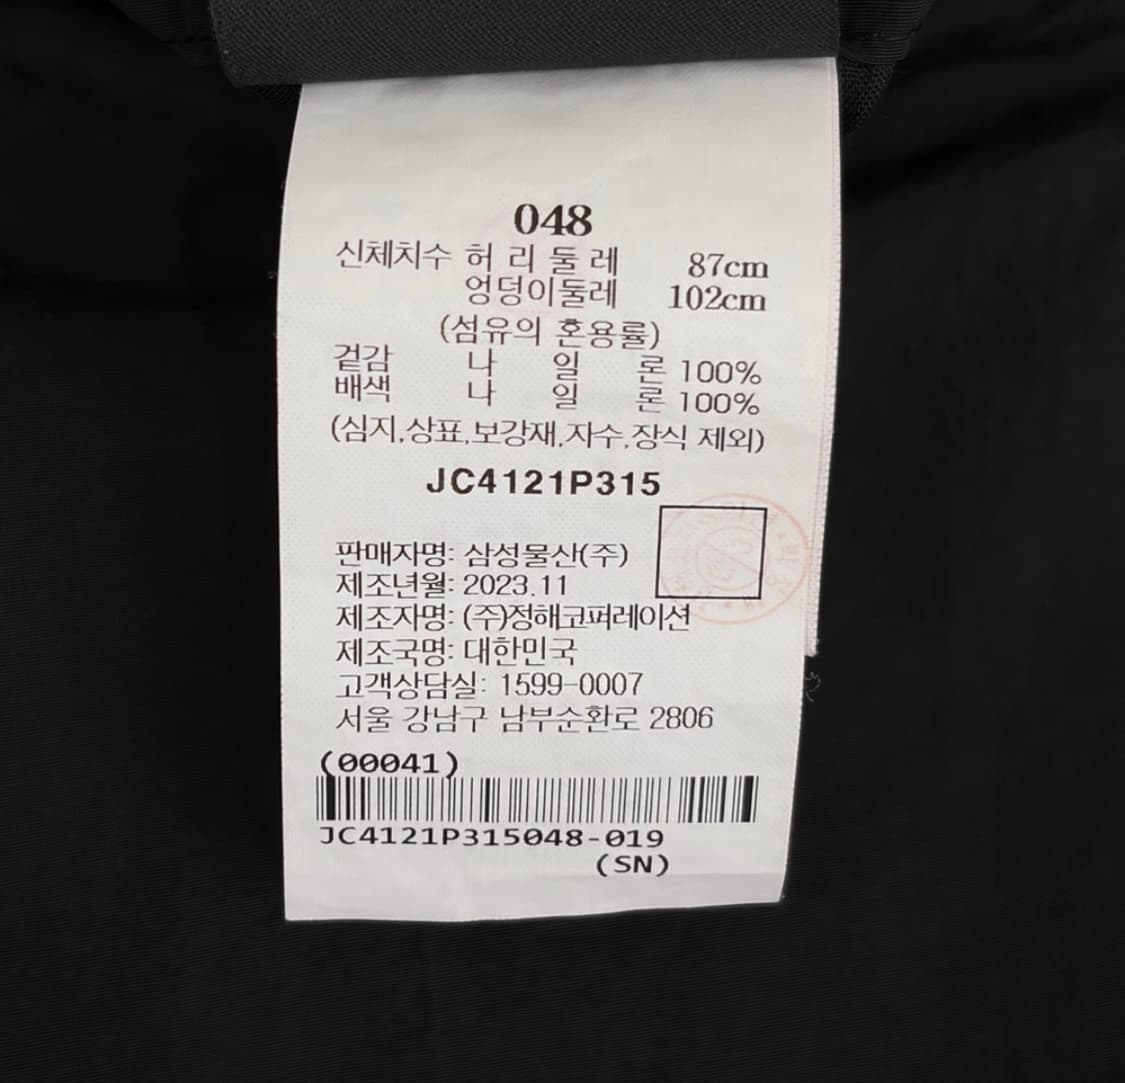 048
신체치수 허 리 둘 레 87cm
엉덩이둘레 102cm
(섬유의 혼용률)
겉감 나 일 론 100%
배색 나 일 론 100%
(심지,상표,보강재,자수,장식 제외)
JC4121P315
판매자명: 삼성물산(주)
제조년월: 2023.11
제조자명: (주)정해코퍼레이션
제조국명: 대한민국
고객상담실: 1599-0007
서울 강남구 남부순환로 2806
(00041)
JC4121P315048-019
(SN)